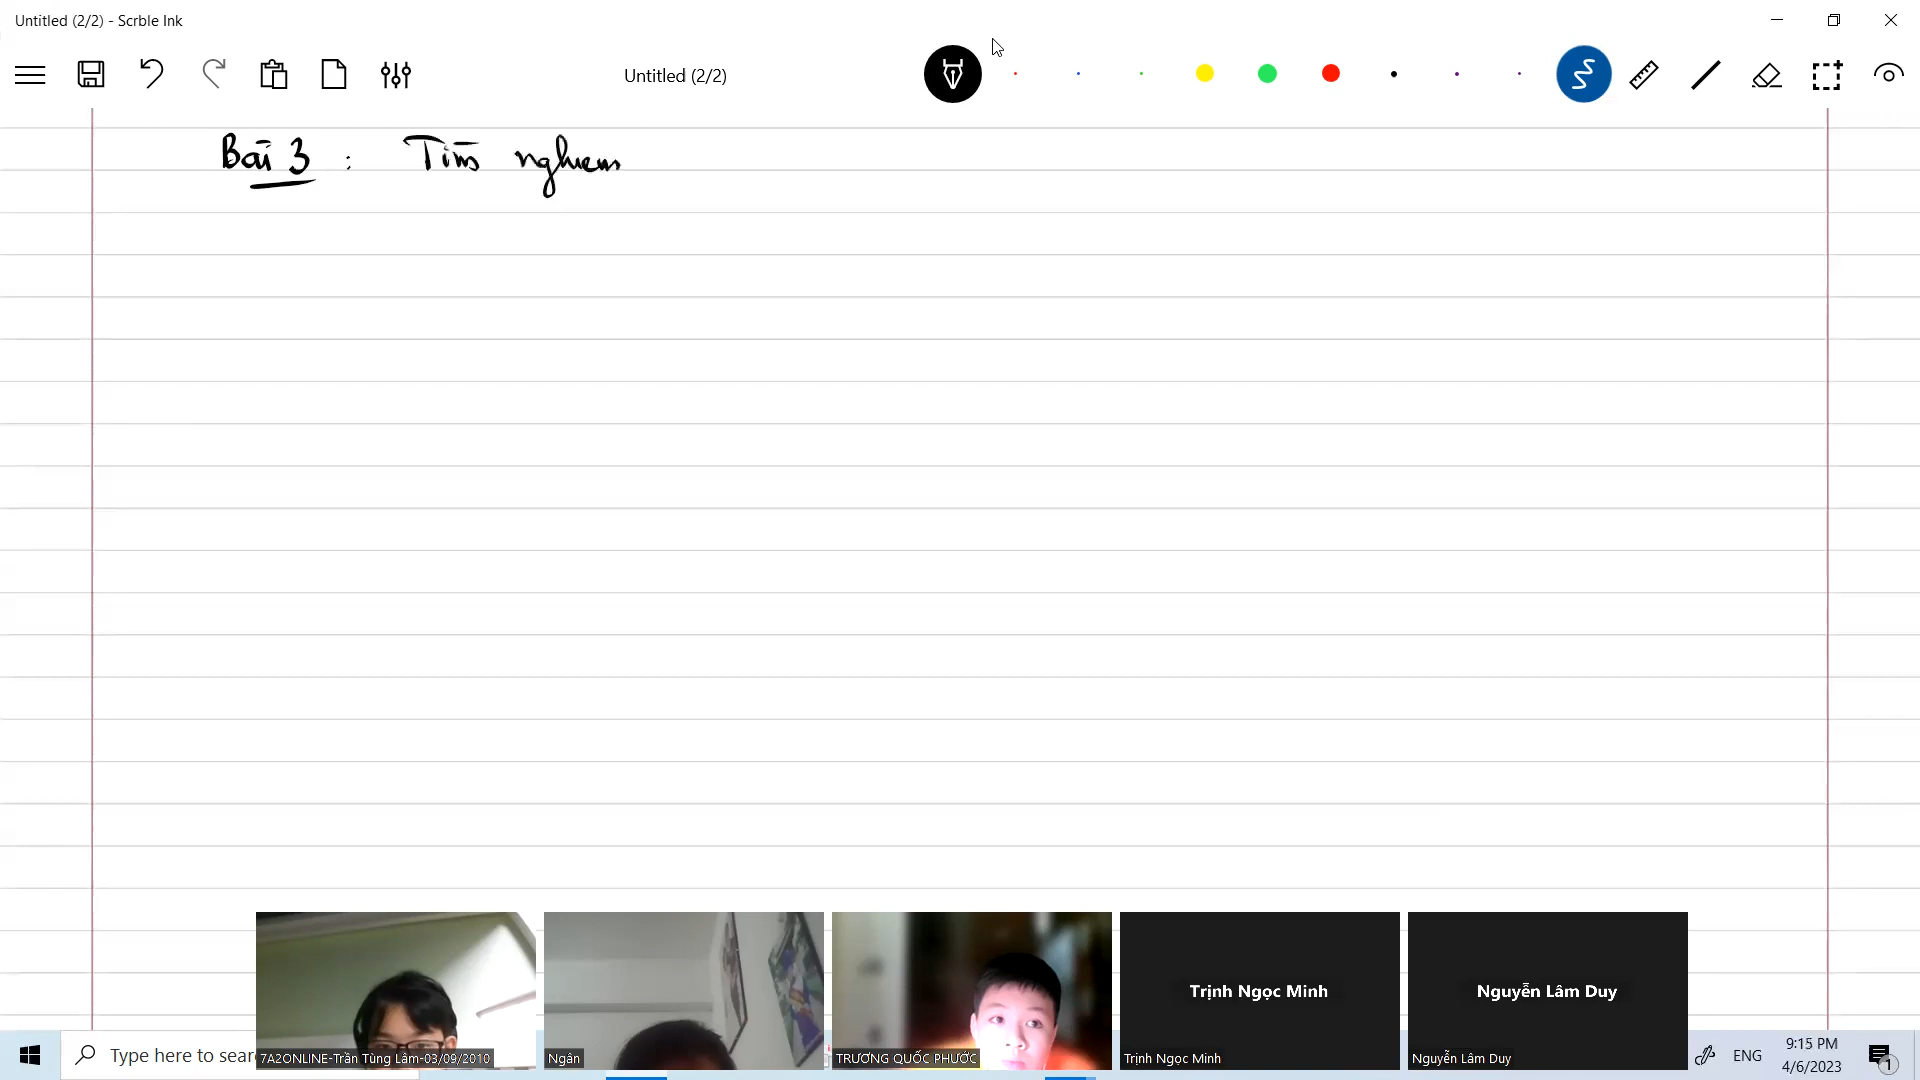 Untitled (2/2) - Scrble Ink
Untitled (2/2)
Bài 3 : Tìm nghiem
Trịnh Ngọc Minh
Nguyễn Lâm Duy
7A2ONLINE-Trần Tùng Lâm-03/09/2010
Ngân
TRƯƠNG QUỐC PHƯỚC
Trịnh Ngọc Minh
Nguyễn Lâm Duy
Type here to sear
ENG
9:15 PM
4/6/2023
1